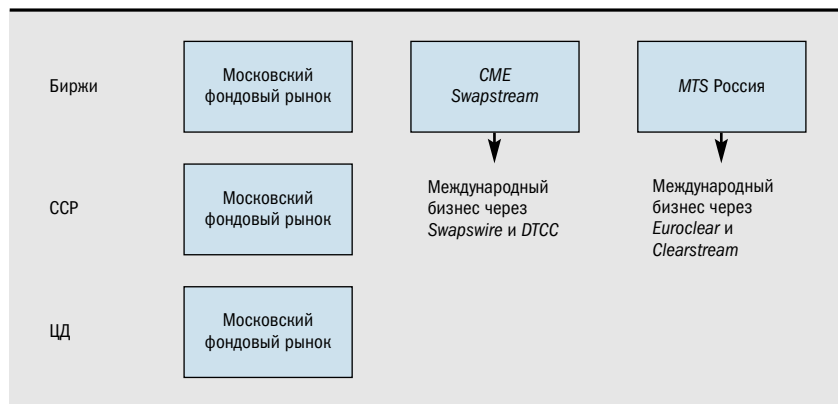 Биржи
Московский
фондовый рынок
CME
Swapstream
MTS Россия
CCP
Московский
фондовый рынок
Международный
бизнес через
Swapswire и DTCC
Международный
бизнес через
Euroclear и
Clearstream
ЦД
Московский
фондовый рынок